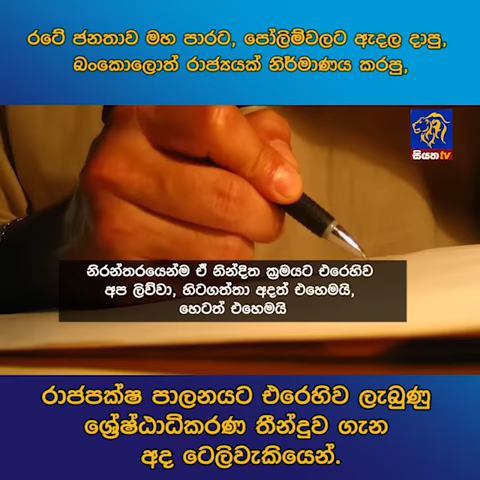 රටේ ජනතාව මහ පාරට, පෝලිම්වලට ඇදල දාපු,
බංකොලොත් රාජ්‍යයක් නිර්මාණය කරපු,
සියත tv
නිරන්තරයෙන්ම ඒ නින්දිත ක්‍රමයට එරෙහිව
අප ලිව්වා, හිටගත්තා අදත් එහෙමයි,
හෙටත් එහෙමයි
රාජපක්ෂ පාලනයට එරෙහිව ලැබුණු
ශ්‍රේෂ්ඨාධිකරණ තීන්දුව ගැන
අද ටෙලිවැකියෙන්.